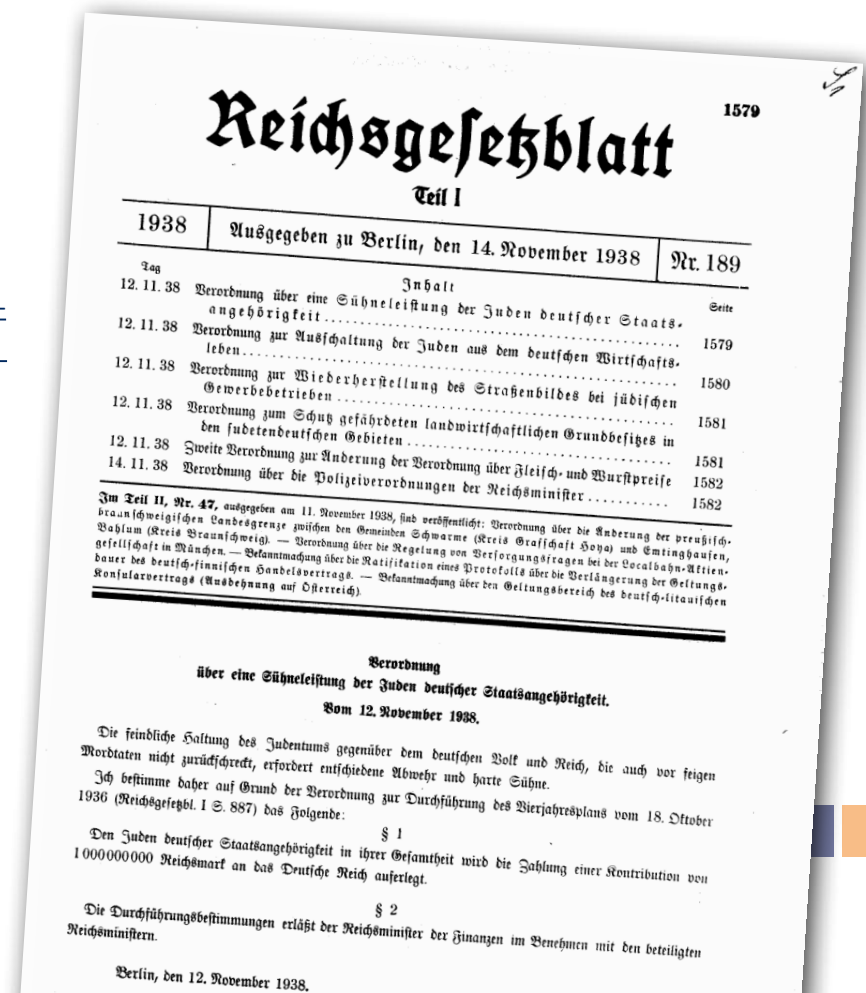 1579
Reichsgesetzblatt
Teil I
1938 Ausgegeben zu Berlin, den 14. November 1938 Nr. 189
Tag Inhalt Seite
12. 11. 38 Verordnung über eine Sühneleistung der Juden deutscher Staats-
angehörigkeit 1579
12. 11. 38 Verordnung zur Ausschaltung der Juden aus dem deutschen Wirtschafts-
leben 1580
12. 11. 38 Verordnung zur Wiederherstellung des Straßenbildes bei jüdischen
Gewerbebetrieben 1581
12. 11. 38 Verordnung zum Schutz gefährdeten landwirtschaftlichen Grundbesitzes in
den sudetendeutschen Gebieten 1581
12. 11. 38 Zweite Verordnung zur Änderung der Verordnung über Fleisch- und Wurstpreise 1582
14. 11. 38 Verordnung über die Polizeiverordnungen der Reichsminister 1582
Im Teil II, Nr. 47, ausgegeben am 11. November 1938, sind veröffentlicht: Verordnung über die Änderung der preußisch-
braunschweigischen Landesgrenze zwischen den Gemeinden Schwarme (Kreis Grafschaft Hoya) und Emtinghausen,
Bahlum (Kreis Braunschweig). — Verordnung über die Regelung von Versorgungsfragen bei der Localbahn-Aktien-
gesellschaft in München. — Bekanntmachung über die Ratifikation eines Protokolls über die Verlängerung der Geltungs-
dauer des deutsch-finnischen Handelsvertrags. — Bekanntmachung über den Geltungsbereich des deutsch-litauischen
Konsularvertrags (Ausdehnung auf Österreich).
Verordnung
über eine Sühneleistung der Juden deutscher Staatsangehörigkeit.
Vom 12. November 1938.
Die feindliche Haltung des Judentums gegenüber dem deutschen Volk und Reich, die auch vor feigen
Mordtaten nicht zurückschreckt, erfordert entschiedene Abwehr und harte Sühne.
Ich bestimme daher auf Grund der Verordnung zur Durchführung des Vierjahresplans vom 18. Oktober
1936 (Reichsgesetzbl. I S. 887) das Folgende:
§ 1
Den Juden deutscher Staatsangehörigkeit in ihrer Gesamtheit wird die Zahlung einer Kontribution von
1 000 000 000 Reichsmark an das Deutsche Reich auferlegt.
§ 2
Die Durchführungsbestimmungen erläßt der Reichsminister der Finanzen im Benehmen mit den beteiligten
Reichsministern.
Berlin, den 12. November 1938.